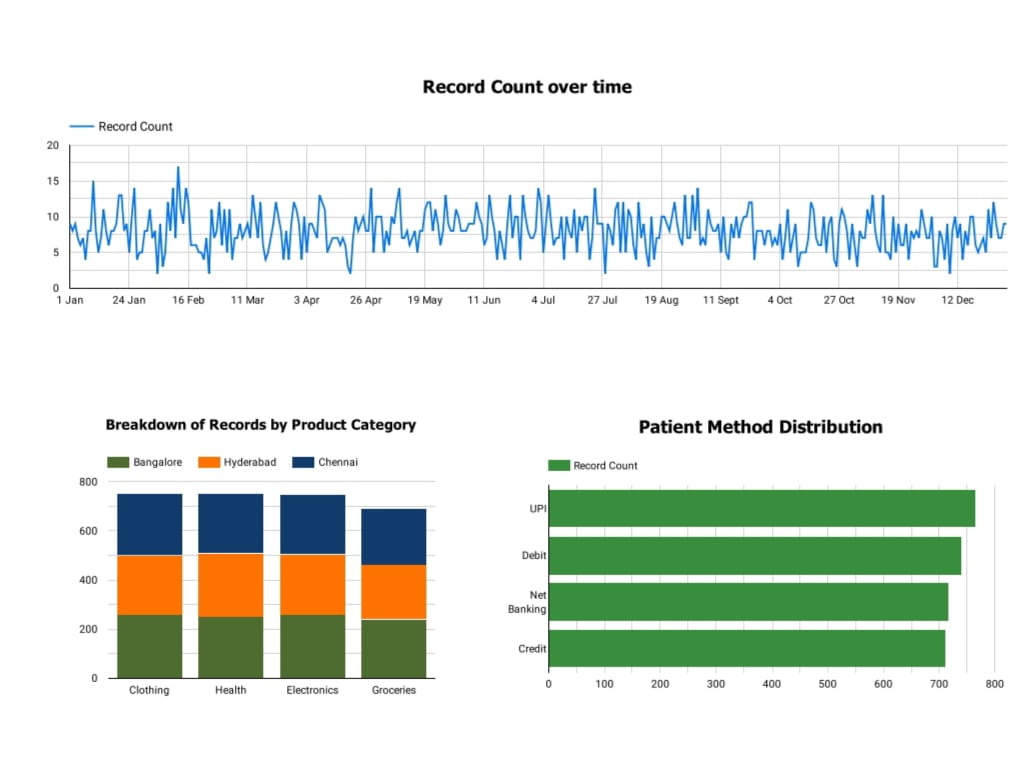 Record Count over time
Record Count
20
15
10
5
0
1 Jan 24 Jan 16 Feb 11 Mar 3 Apr 26 Apr 19 May 11 Jun 4 Jul 27 Jul 19 Aug 11 Sept 4 Oct 27 Oct 19 Nov 12 Dec
Breakdown of Records by Product Category
Bangalore Hyderabad Chennai
800
600
400
200
0
Clothing Health Electronics Groceries
Patient Method Distribution
Record Count
UPI
Debit
Net
Banking
Credit
0 100 200 300 400 500 600 700 800